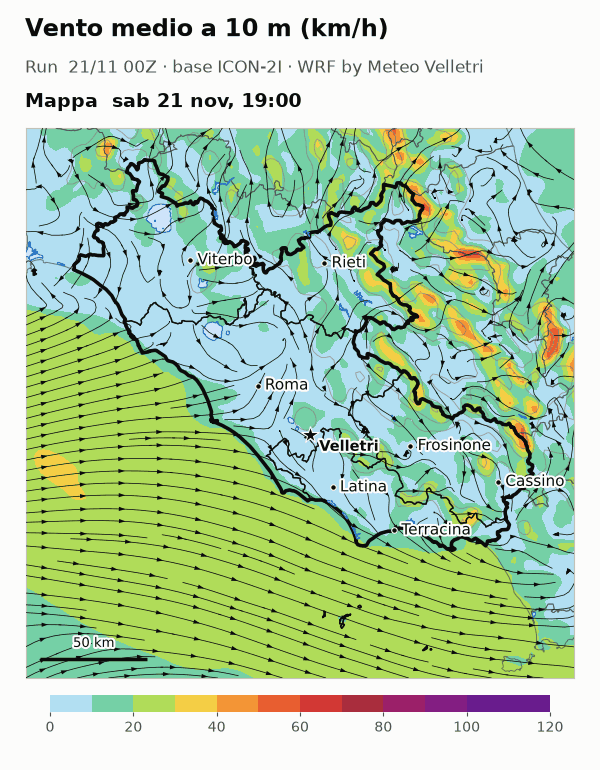 Vento medio a 10 m (km/h)
Run  21/11 00Z · base ICON-2I · WRF by Meteo Velletri
Mappa  sab 21 nov, 19:00
Viterbo
Rieti
Roma
Velletri
Frosinone
Cassino
Latina
Terracina
50 km
0 20 40 60 80 100 120